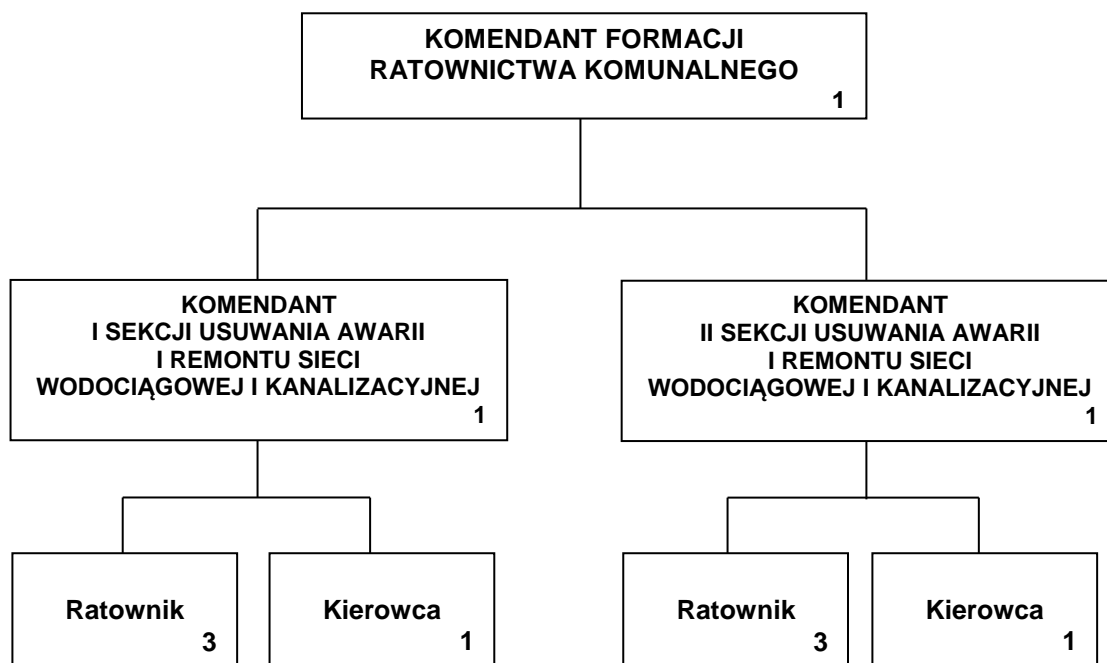 KOMENDANT FORMACJI
RATOWNICTWA KOMUNALNEGO
1
KOMENDANT
I SEKCJI USUWANIA AWARII
I REMONTU SIECI
WODOCIĄGOWEJ I KANALIZACYJNEJ
1
KOMENDANT
II SEKCJI USUWANIA AWARII
I REMONTU SIECI
WODOCIĄGOWEJ I KANALIZACYJNEJ
1
Ratownik
3
Kierowca
1
Ratownik
3
Kierowca
1